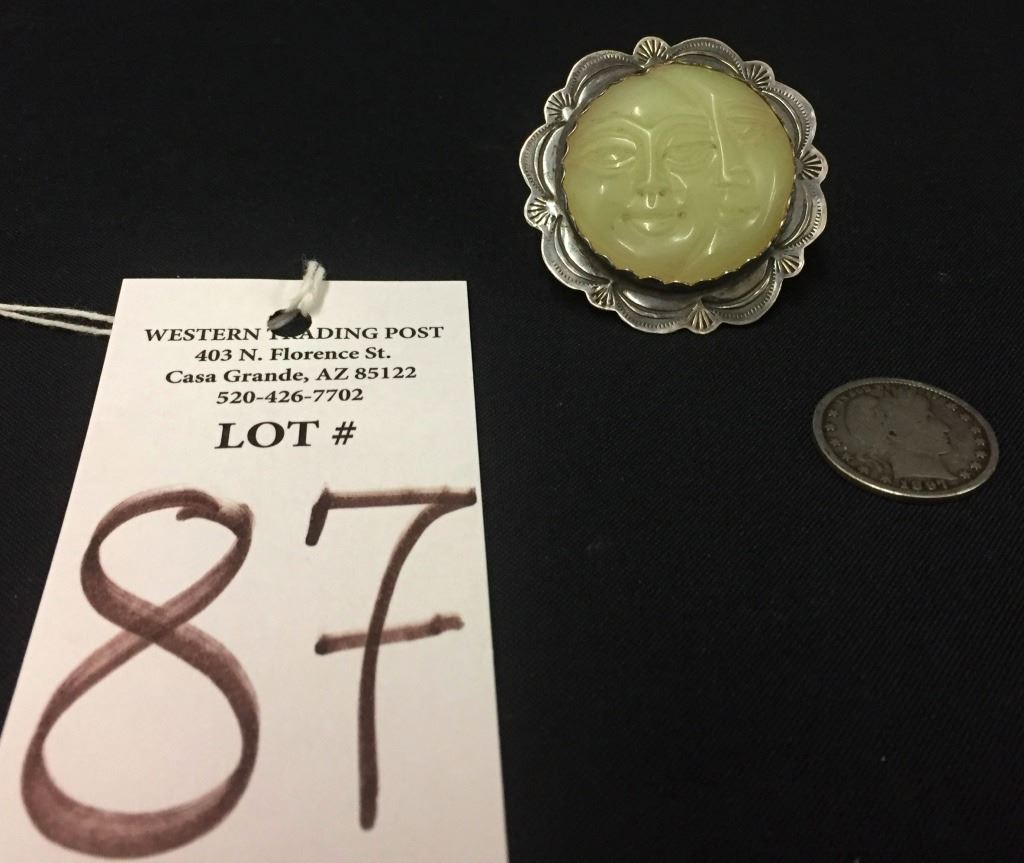 WESTERN TRADING POST
403 N. Florence St.
Casa Grande, AZ 85122
520-426-7702
LOT #
87